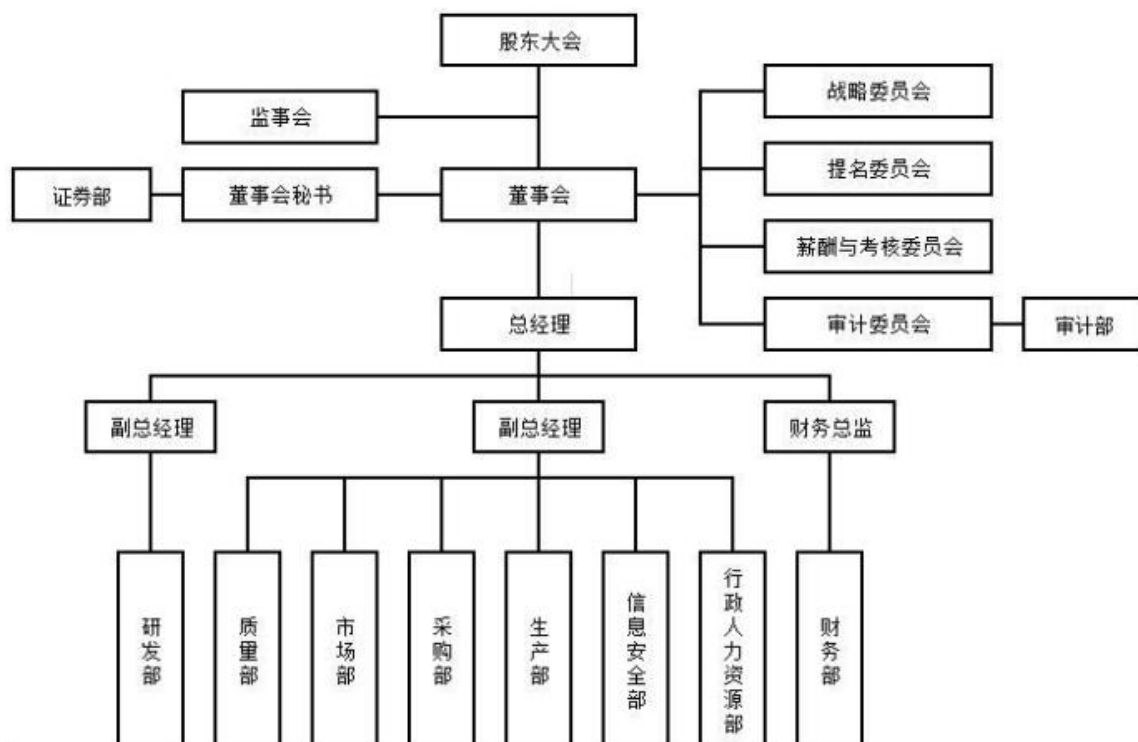 股东大会
战略委员会
监事会
提名委员会
证券部
董事会秘书
董事会
薪酬与考核委员会
总经理
审计委员会
审计部
副总经理
副总经理
财务总监
研发部
质量部
市场部
采购部
生产部
信息安全部
行政人力资源部
财务部